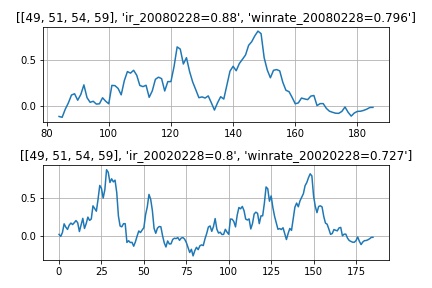 [[49, 51, 54, 59], 'ir_20080228=0.88', 'winrate_20080228=0.796']
0.5
0.0
80 100 120 140 160 180
[[49, 51, 54, 59], 'ir_20020228=0.8', 'winrate_20020228=0.727']
0.5
0.0
0 25 50 75 100 125 150 175